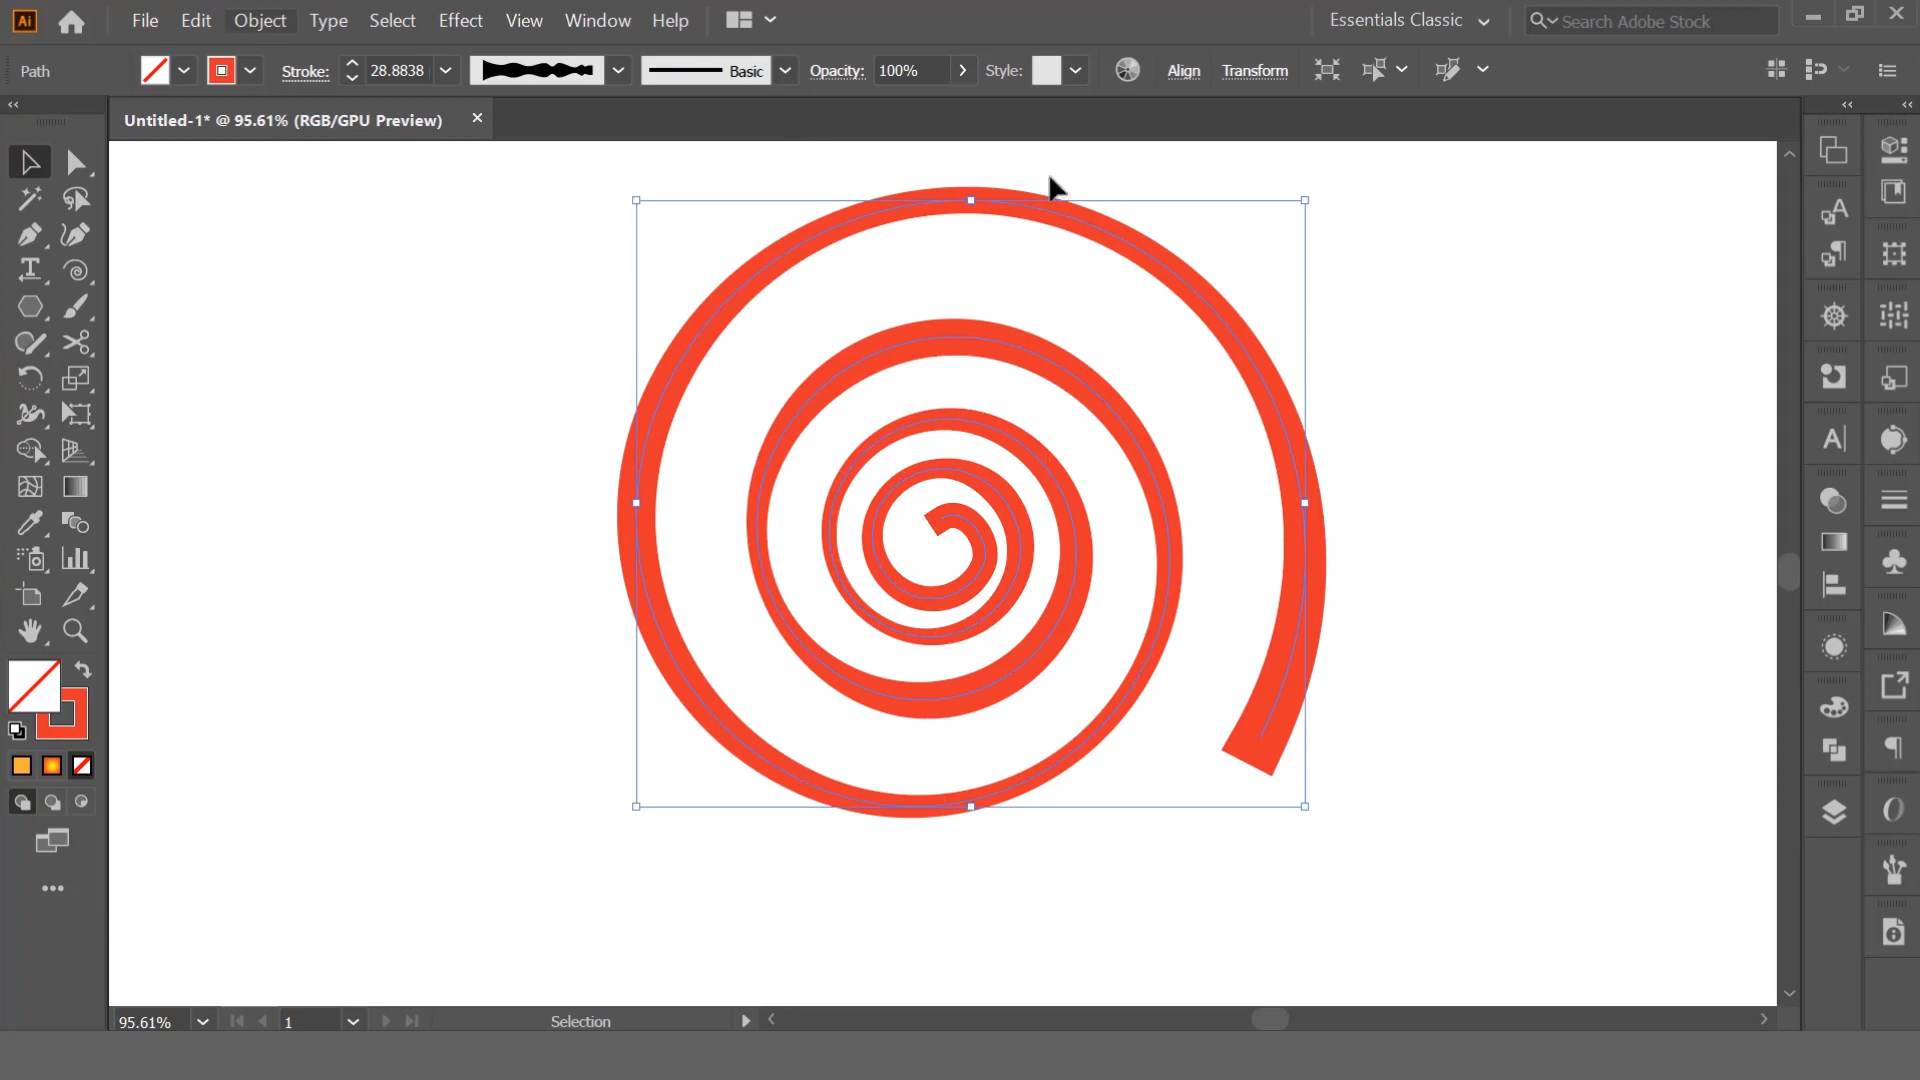 Ai File Edit Object Type Select Effect View Window Help Essentials Classic Search Adobe Stock
Path Stroke: 28.8838 Basic Opacity: 100% Style: Align Transform
Untitled-1* @ 95.61% (RGB/GPU Preview)
95.61% 1 Selection